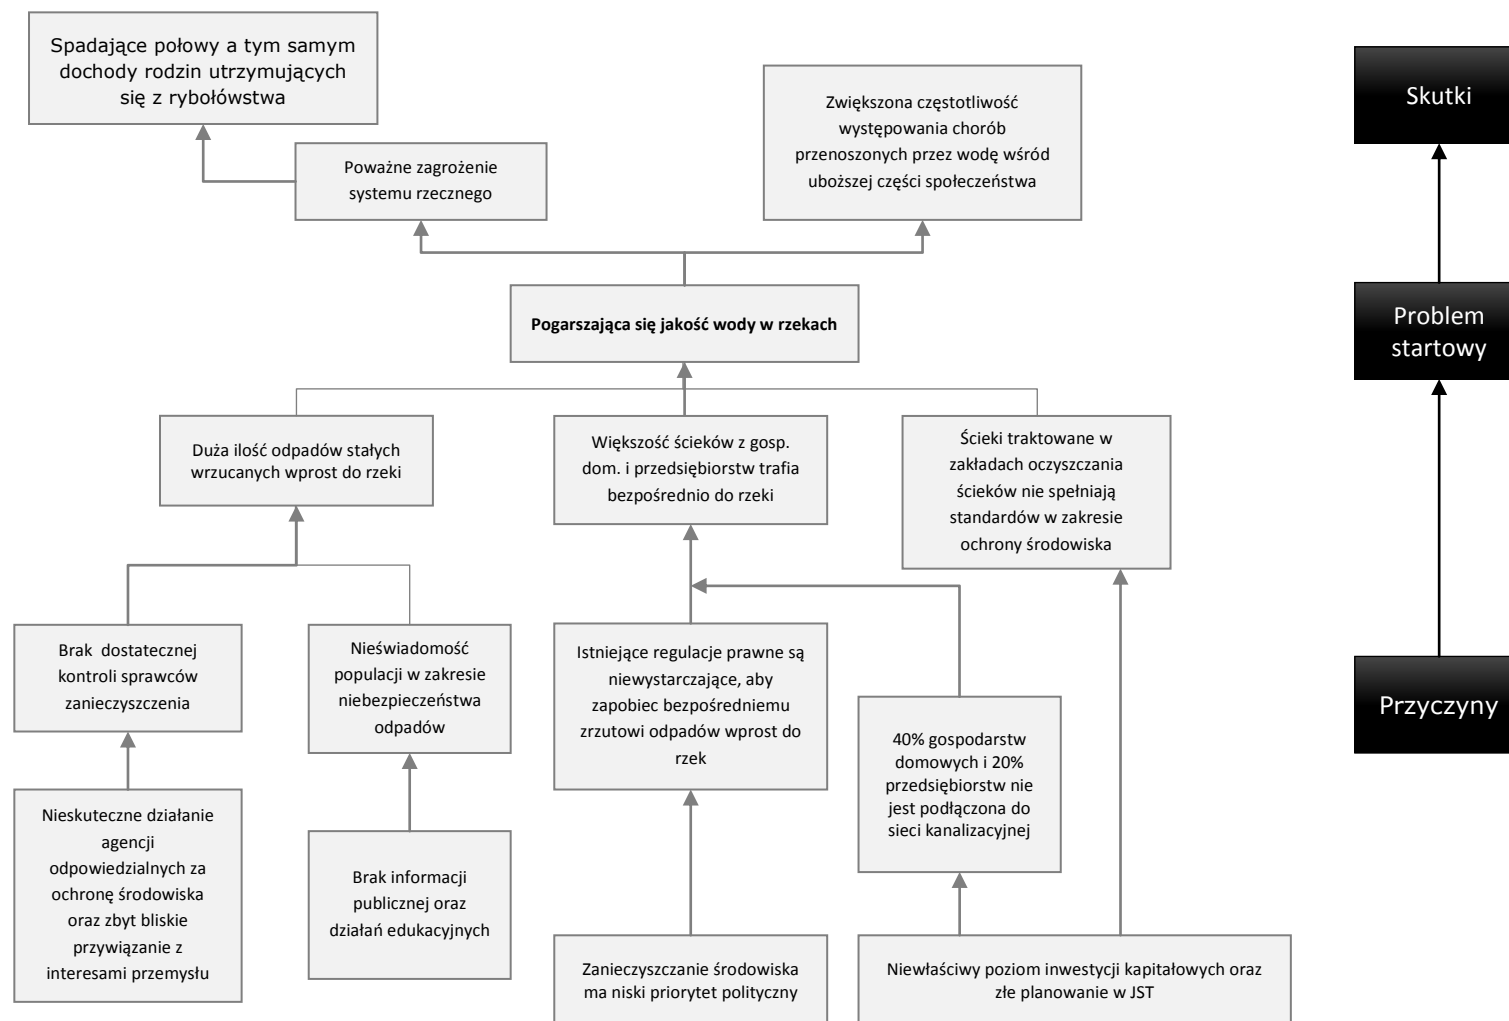 Spadające połowy a tym samym
dochody rodzin utrzymujących
się z rybołówstwa
Zwiększona częstotliwość
występowania chorób
przenoszonych przez wodę wśród
uboższej części społeczeństwa
Skutki
Poważne zagrożenie
systemu rzecznego
Pogarszająca się jakość wody w rzekach
Problem
startowy
Duża ilość odpadów stałych
wrzucanych wprost do rzeki
Większość ścieków z gosp.
dom. i przedsiębiorstw trafia
bezpośrednio do rzeki
Ścieki traktowane w
zakładach oczyszczania
ścieków nie spełniają
standardów w zakresie
ochrony środowiska
Brak dostatecznej
kontroli sprawców
zanieczyszczenia
Nieświadomość
populacji w zakresie
niebezpieczeństwa
odpadów
Istniejące regulacje prawne są
niewystarczające, aby
zapobiec bezpośredniemu
zrzutowi odpadów wprost do
rzek
40% gospodarstw
domowych i 20%
przedsiębiorstw nie
jest podłączona do
sieci kanalizacyjnej
Przyczyny
Nieskuteczne działanie
agencji
odpowiedzialnych za
ochronę środowiska
oraz zbyt bliskie
przywiązanie z
interesami przemysłu
Brak informacji
publicznej oraz
działań edukacyjnych
Zanieczyszczanie środowiska
ma niski priorytet polityczny
Niewłaściwy poziom inwestycji kapitałowych oraz
złe planowanie w JST